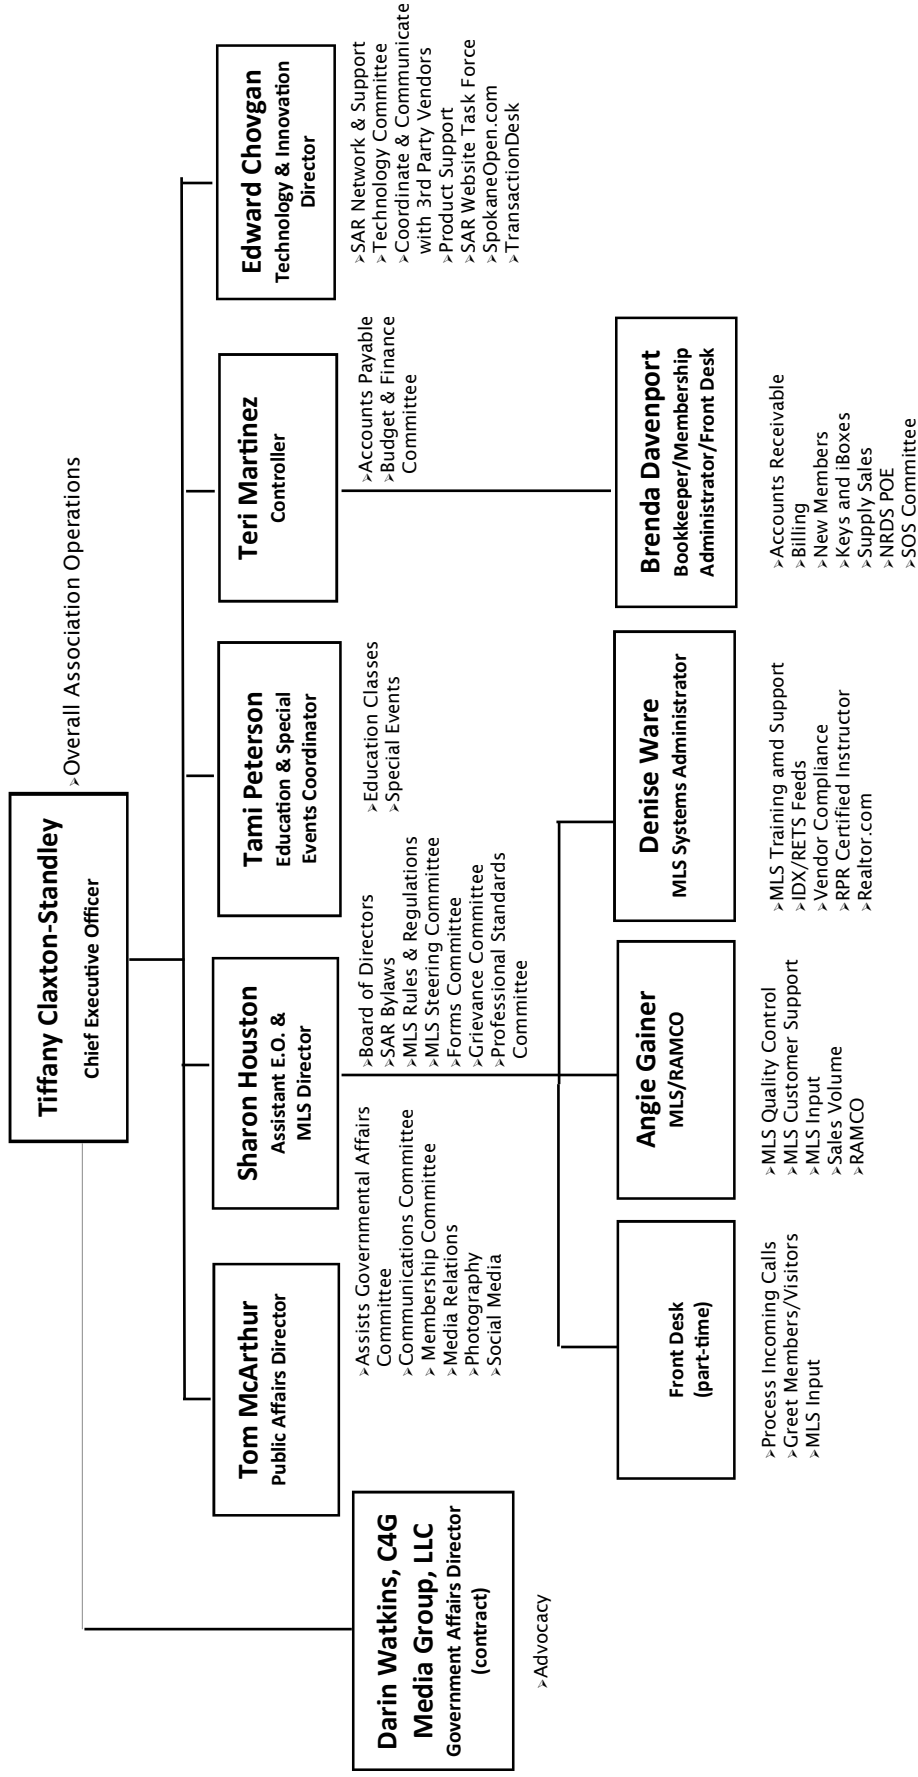 Tiffany Claxton-Standley
Chief Executive Officer
➢Overall Association Operations
Darin Watkins, C4G
Media Group, LLC
Government Affairs Director
(contract)
➢Advocacy
Tom McArthur
Public Affairs Director
➢Assists Governmental Affairs
Committee
➢Communications Committee
➢ Membership Committee
➢Media Relations
➢Photography
➢Social Media
Sharon Houston
Assistant E.O. &
MLS Director
➢Board of Directors
➢SAR Bylaws
➢MLS Rules & Regulations
➢MLS Steering Committee
➢Forms Committee
➢Grievance Committee
➢Professional Standards
Committee
Tami Peterson
Education & Special
Events Coordinator
➢Education Classes
➢Special Events
Teri Martinez
Controller
➢Accounts Payable
➢Budget & Finance
Committee
Edward Chovgan
Technology & Innovation
Director
➢SAR Network & Support
➢Technology Committee
➢Coordinate & Communicate
with 3rd Party Vendors
➢Product Support
➢SAR Website Task Force
➢SpokaneOpen.com
➢TransactionDesk
Front Desk
(part-time)
➢Process Incoming Calls
➢Greet Members/Visitors
➢MLS Input
Angie Gainer
MLS/RAMCO
➢MLS Quality Control
➢MLS Customer Support
➢MLS Input
➢Sales Volume
➢RAMCO
Denise Ware
MLS Systems Administrator
➢MLS Training amd Support
➢IDX/RETS Feeds
➢Vendor Compliance
➢RPR Certified Instructor
➢Realtor.com
Brenda Davenport
Bookkeeper/Membership
Administrator/Front Desk
➢Accounts Receivable
➢Billing
➢New Members
➢Keys and iBoxes
➢Supply Sales
➢NRDS POE
➢SOS Committee